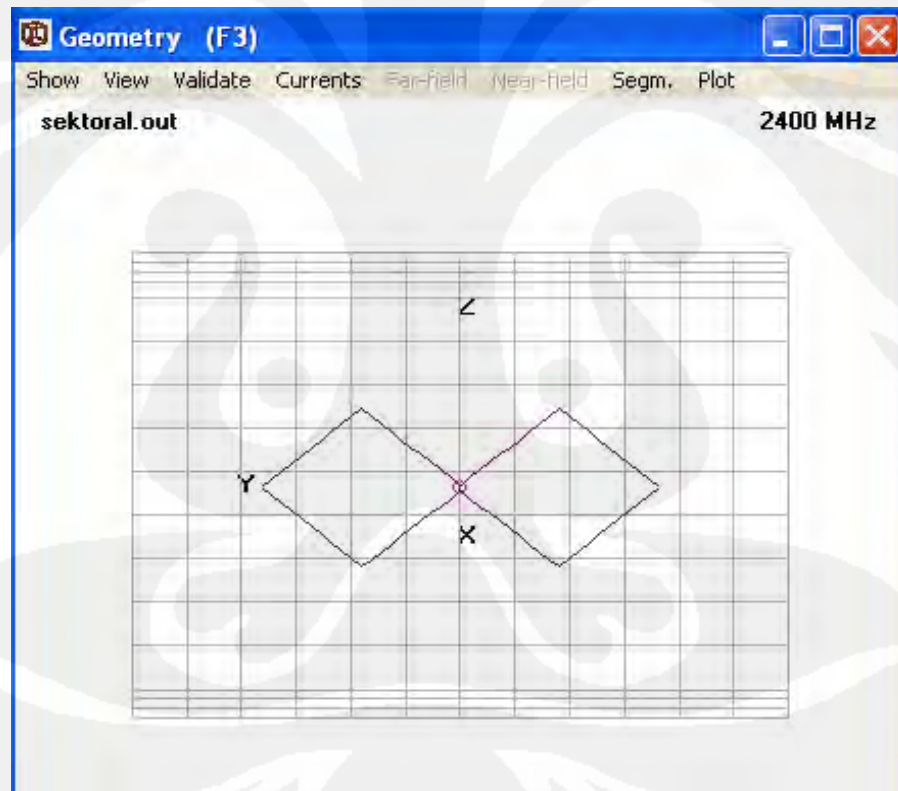 Geometry (F3)
Show View Validate Currents Far-field Near-field Segm. Plot
sektoral.out 2400 MHz
Z
Y
X